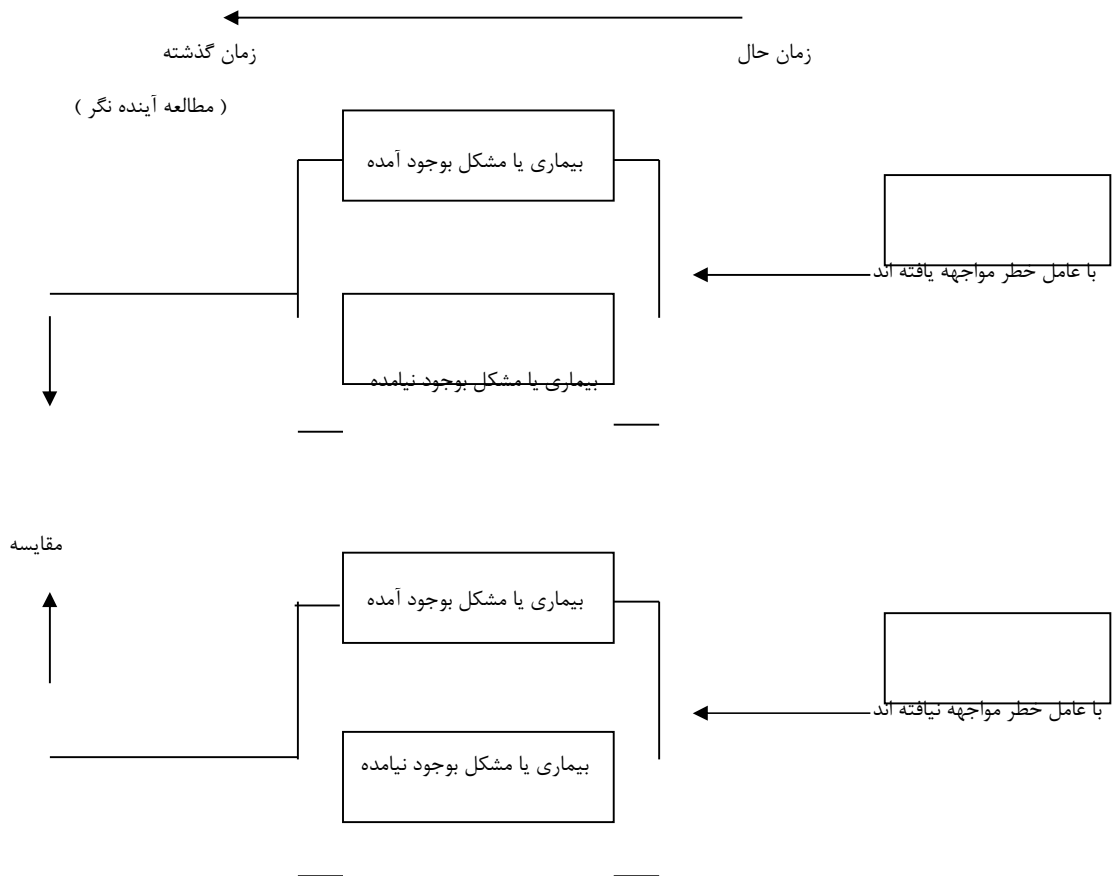 زمان حال
زمان گذشته
( مطالعه آینده نگر )
بیماری یا مشکل بوجود آمده
با عامل خطر مواجهه یافته اند
بیماری یا مشکل بوجود نیامده
مقایسه
بیماری یا مشکل بوجود آمده
با عامل خطر مواجهه نیافته اند
بیماری یا مشکل بوجود نیامده